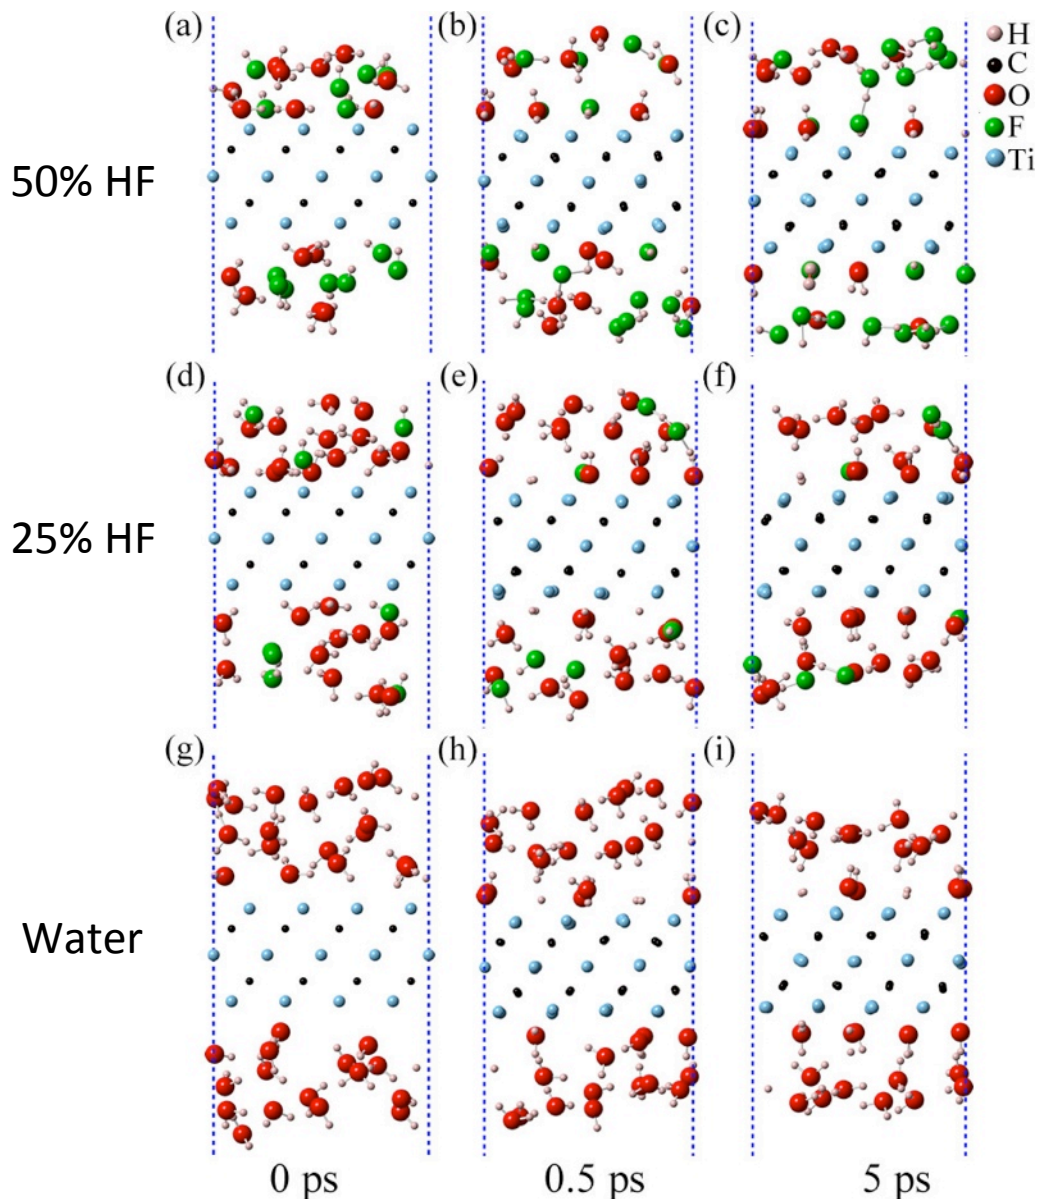 (a) (b) (c)
H
C
O
F
Ti
50% HF
(d) (e) (f)
25% HF
(g) (h) (i)
Water
0 ps 0.5 ps 5 ps